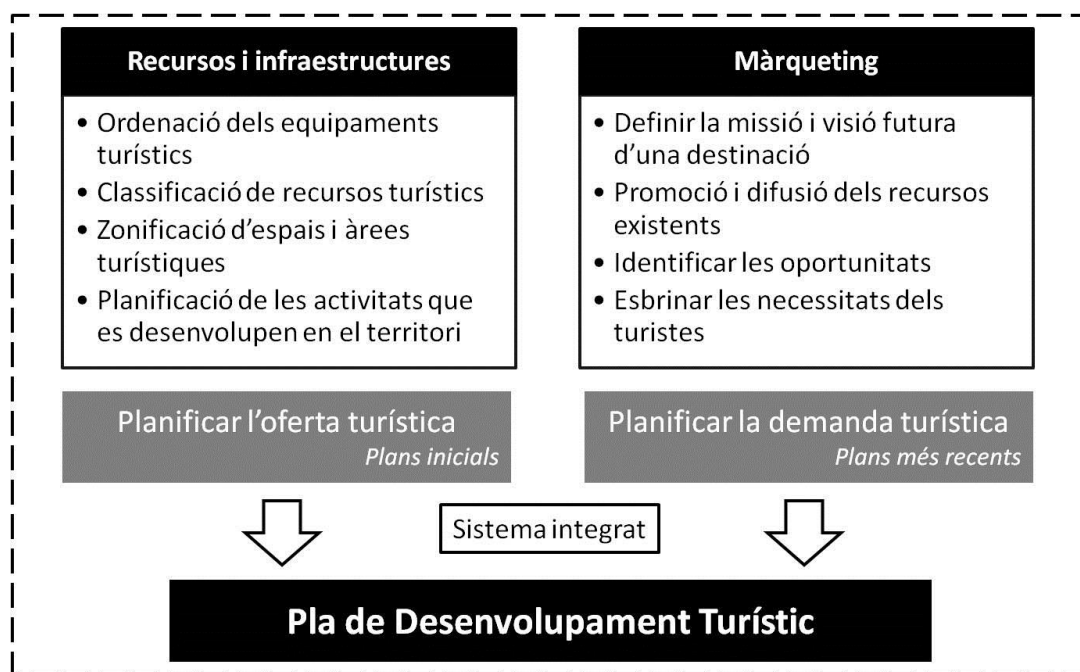 Recursos i infraestructures
• Ordenació dels equipaments
turístics
• Classificació de recursos turístics
• Zonificació d'espais i àrees
turístiques
• Planificació de les activitats que
es desenvolupen en el territori
Màrqueting
• Definir la missió i visió futura
d'una destinació
• Promoció i difusió dels recursos
existents
• Identificar les oportunitats
• Esbrinar les necessitats dels
turistes
Planificar l'oferta turística
Plans inicials
Planificar la demanda turística
Plans més recents
Sistema integrat
Pla de Desenvolupament Turístic